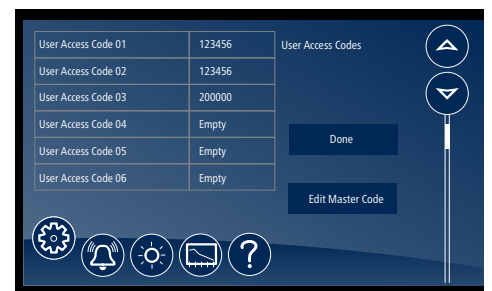 User Access Code 01 123456 User Access Codes
User Access Code 02 123456
User Access Code 03 200000
User Access Code 04 Empty
User Access Code 05 Empty
User Access Code 06 Empty
Done
Edit Master Code
?